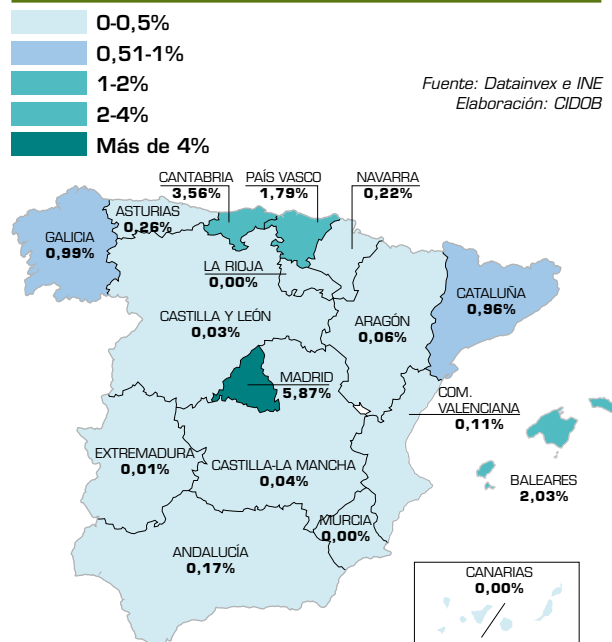 0-0,5%
0,51-1%
1-2%
2-4%
Más de 4%
Fuente: Datainvex e INE
Elaboración: CIDOB
CANTABRIA
3,56%
PAÍS VASCO
1,79%
NAVARRA
0,22%
ASTURIAS
0,26%
GALICIA
0,99%
LA RIOJA
0,00%
CATALUÑA
0,96%
CASTILLA Y LEÓN
0,03%
ARAGÓN
0,06%
MADRID
5,87%
COM.
VALENCIANA
0,11%
EXTREMADURA
0,01%
CASTILLA-LA MANCHA
0,04%
BALEARES
2,03%
MURCIA
0,00%
ANDALUCÍA
0,17%
CANARIAS
0,00%